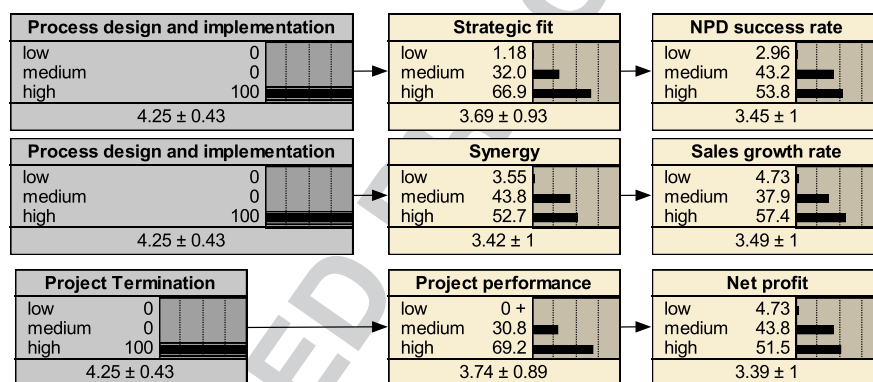 Process design and implementation
low 0
medium 0
high 100
4.25 ± 0.43
Strategic fit
low 1.18
medium 32.0
high 66.9
3.69 ± 0.93
NPD success rate
low 2.96
medium 43.2
high 53.8
3.45 ± 1
Process design and implementation
low 0
medium 0
high 100
4.25 ± 0.43
Synergy
low 3.55
medium 43.8
high 52.7
3.42 ± 1
Sales growth rate
low 4.73
medium 37.9
high 57.4
3.49 ± 1
Project Termination
low 0
medium 0
high 100
4.25 ± 0.43
Project performance
low 0 +
medium 30.8
high 69.2
3.74 ± 0.89
Net profit
low 4.73
medium 43.8
high 51.5
3.39 ± 1